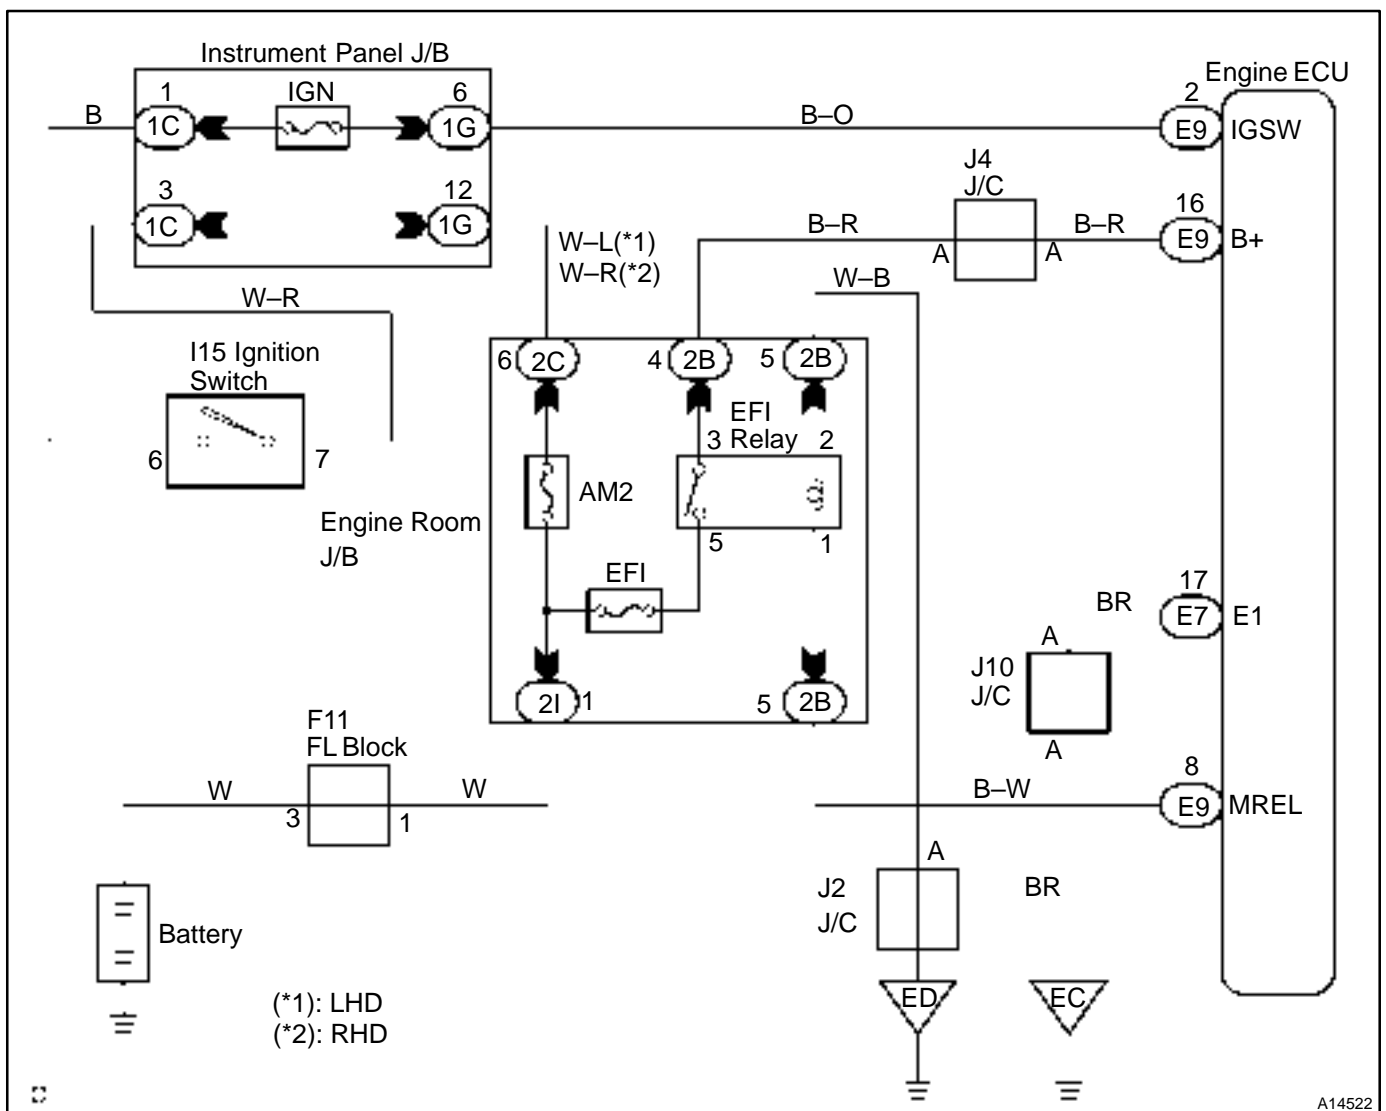 Instrument Panel J/B
Engine ECU
B
1
1C
IGN
6
1G
B–O
2
E9
IGSW
3
1C
12
1G
J4
J/C
W–L(*1)
W–R(*2)
B–R
A
A
B–R
16
E9
B+
W–B
W–R
I15 Ignition
Switch
6
7
6
2C
4
2B
5
2B
EFI
3 Relay 2
AM2
5
1
Engine Room
J/B
EFI
BR
17
E7
E1
A
J10
J/C
A
2I
1
5
2B
F11
FL Block
W
3
1
W
B–W
8
E9
MREL
A
J2
J/C
BR
Battery
ED
EC
(*1): LHD
(*2): RHD
A14522